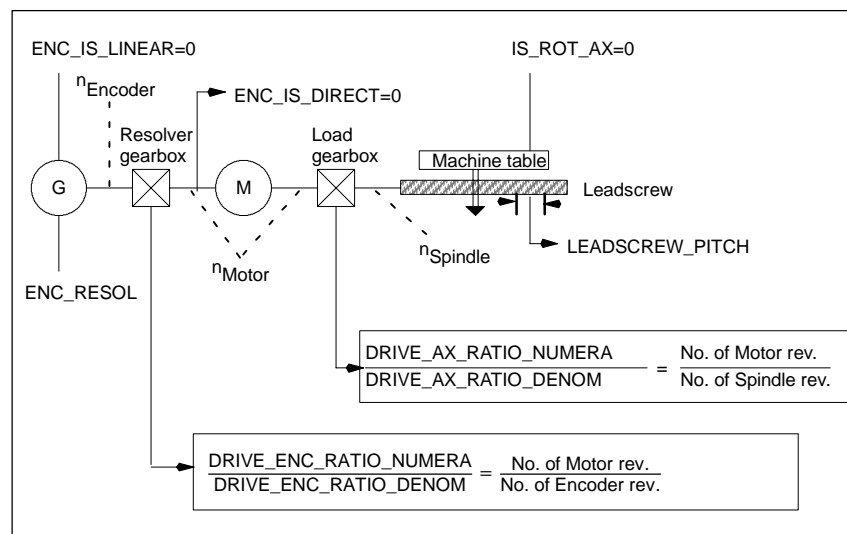 ENC_IS_LINEAR=0
IS_ROT_AX=0
nEncoder
ENC_IS_DIRECT=0
Resolver
gearbox
Load
gearbox
Machine table
G
M
Leadscrew
nSpindle
nMotor
LEADSCREW_PITCH
ENC_RESOL
DRIVE_AX_RATIO_NUMERA
DRIVE_AX_RATIO_DENOM
=
No. of Motor rev.
No. of Spindle rev.
DRIVE_ENC_RATIO_NUMERA
DRIVE_ENC_RATIO_DENOM
=
No. of Motor rev.
No. of Encoder rev.